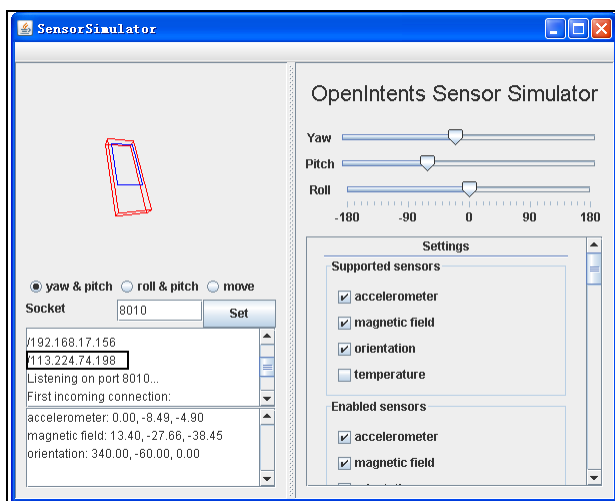 SensorSimulator
OpenIntents Sensor Simulator
Yaw
Pitch
Roll
-180 -90 0 90 180
yaw & pitch roll & pitch move
Socket 8010 Set
/192.168.17.156
/113.224.74.198
Listening on port 8010...
First incoming connection:
accelerometer: 0.00, -8.49, -4.90
magnetic field: 13.40, -27.66, -38.45
orientation: 340.00, -60.00, 0.00
Settings
Supported sensors
accelerometer
magnetic field
orientation
temperature
Enabled sensors
accelerometer
magnetic field